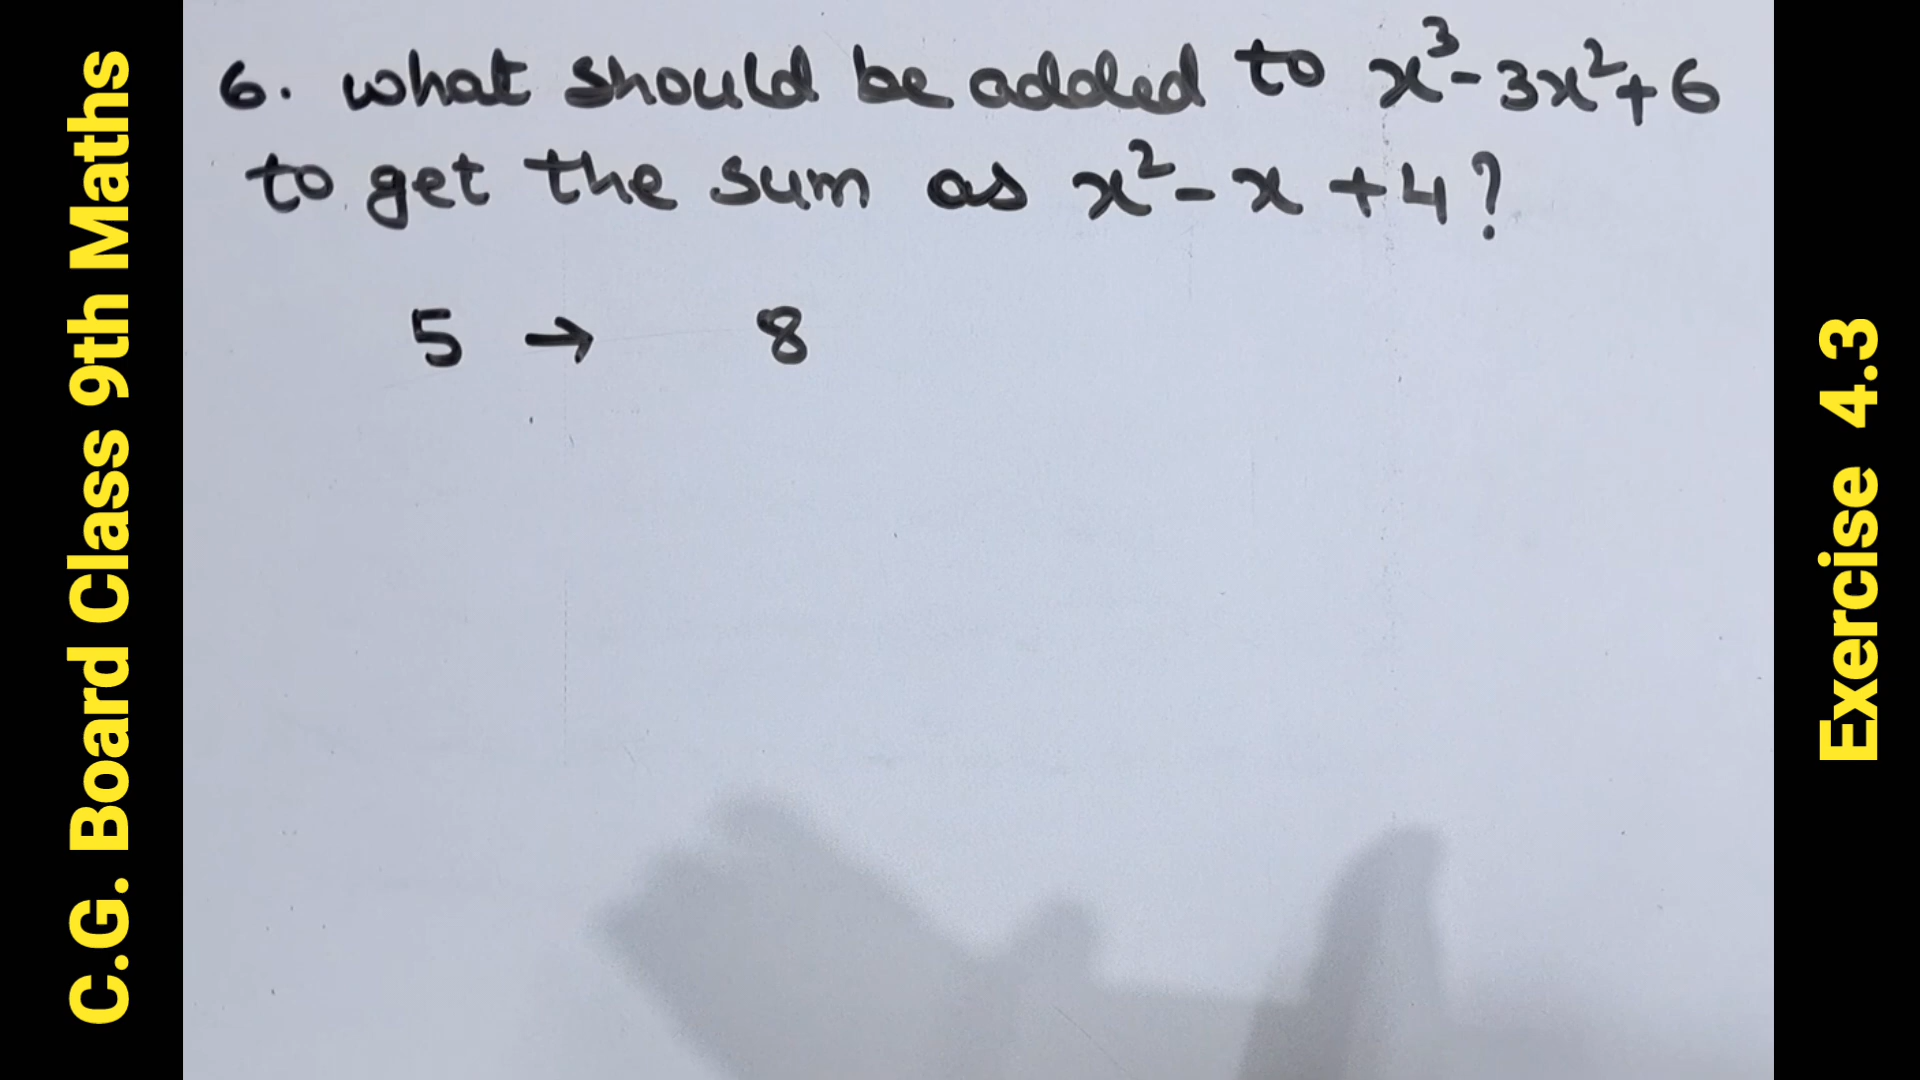 C.G. Board Class 9th Maths
6. what should be added to x³-3x²+6
to get the sum as x²-x+4?
5 → 8
Exercise 4.3